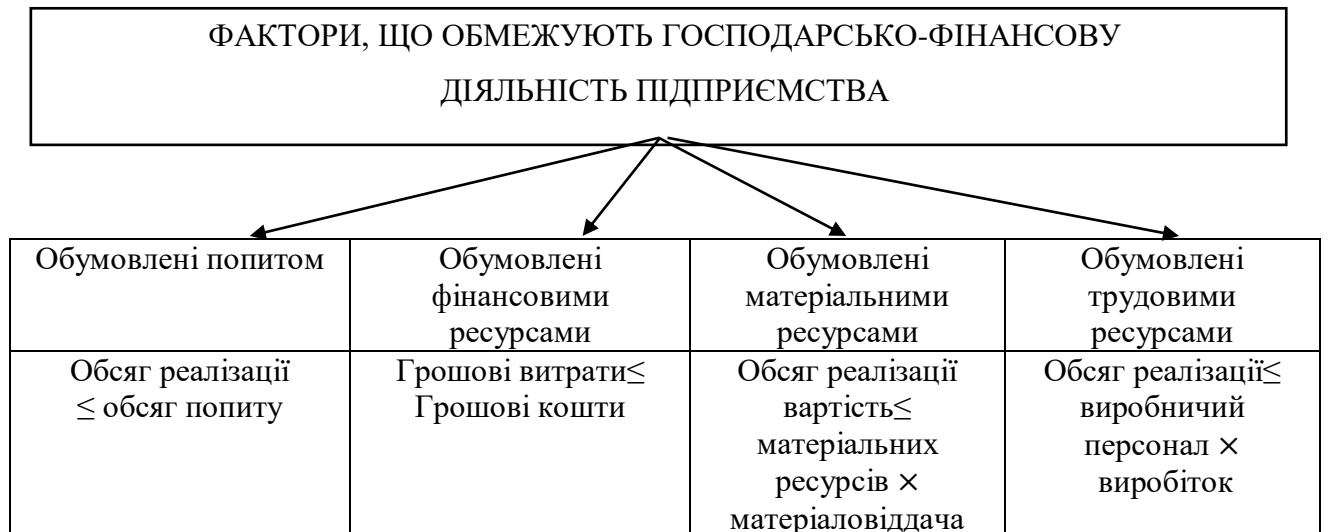 ФАКТОРИ, ЩО ОБМЕЖУЮТЬ ГОСПОДАРСЬКО-ФІНАНСОВУ
ДІЯЛЬНІСТЬ ПІДПРИЄМСТВА
Обумовлені попитом
Обумовлені
фінансовими
ресурсами
Обумовлені
матеріальними
ресурсами
Обумовлені
трудовими
ресурсами
Обсяг реалізації
≤ обсяг попиту
Грошові витрати≤
Грошові кошти
Обсяг реалізації
вартість≤
матеріальних
ресурсів ×
матеріаловіддача
Обсяг реалізації≤
виробничий
персонал ×
виробіток